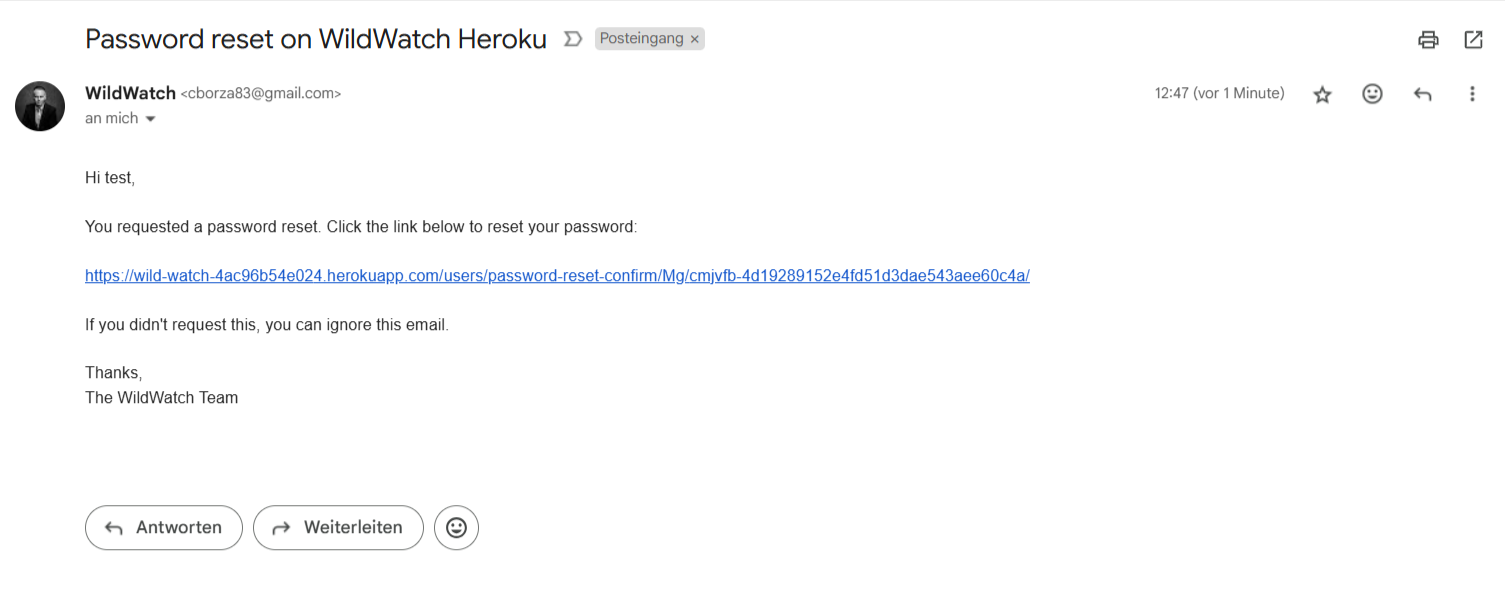 Password reset on WildWatch Heroku Posteingang ×
WildWatch <cborza83@gmail.com> 12:47 (vor 1 Minute)
an mich
Hi test,
You requested a password reset. Click the link below to reset your password:
https://wild-watch-4ac96b54e024.herokuapp.com/users/password-reset-confirm/Mg/cmjvfb-4d19289152e4fd51d3dae543aee60c4a/
If you didn't request this, you can ignore this email.
Thanks,
The WildWatch Team
Antworten Weiterleiten